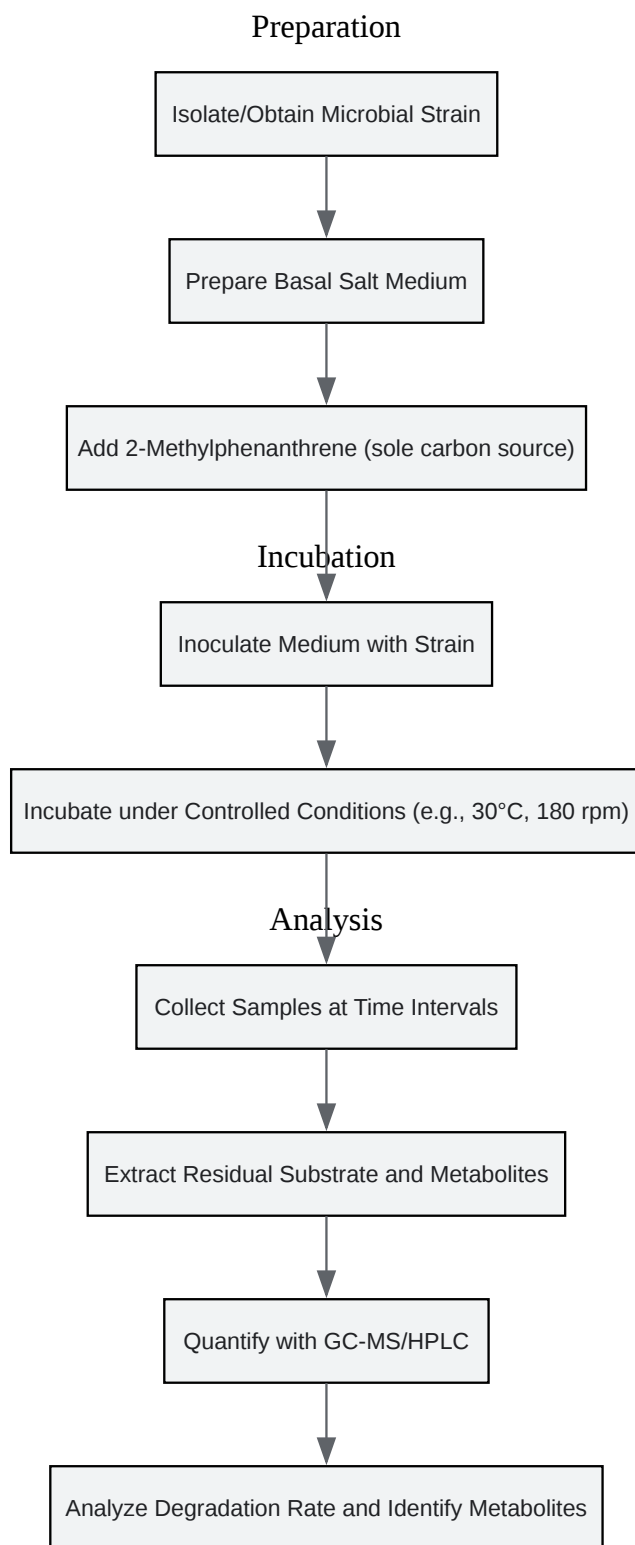 Preparation
Isolate/Obtain Microbial Strain
Prepare Basal Salt Medium
Add 2-Methylphenanthrene (sole carbon source)
Incubation
Inoculate Medium with Strain
Incubate under Controlled Conditions (e.g., 30°C, 180 rpm)
Analysis
Collect Samples at Time Intervals
Extract Residual Substrate and Metabolites
Quantify with GC-MS/HPLC
Analyze Degradation Rate and Identify Metabolites